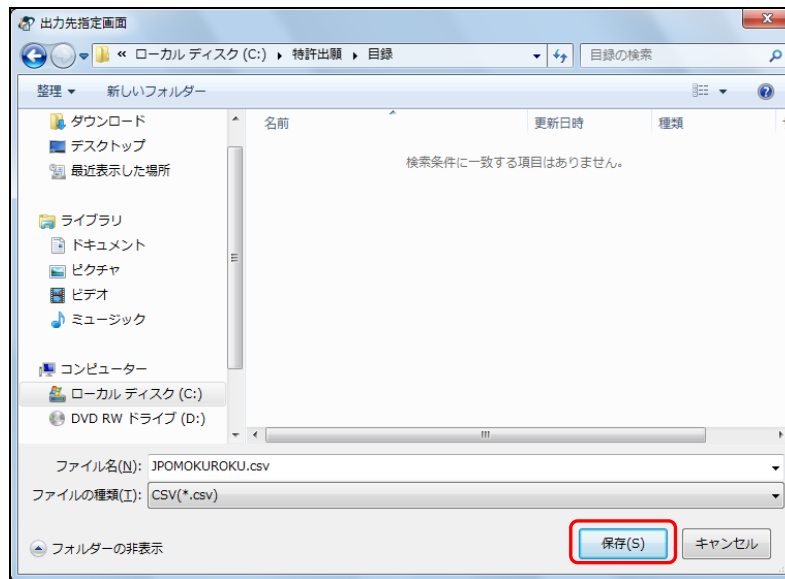 出力先指定画面
« ローカル ディスク (C:) ▸ 特許出願 ▸ 目録
目録の検索
整理 ▼ 新しいフォルダー
名前 更新日時 種類
検索条件に一致する項目はありません。
ダウンロード
デスクトップ
最近表示した場所
ライブラリ
ドキュメント
ピクチャ
ビデオ
ミュージック
コンピューター
ローカル ディスク (C:)
DVD RW ドライブ (D:)
ファイル名(N): JPOMOKUROKU.csv
ファイルの種類(T): CSV(*.csv)
フォルダーの非表示
保存(S) キャンセル